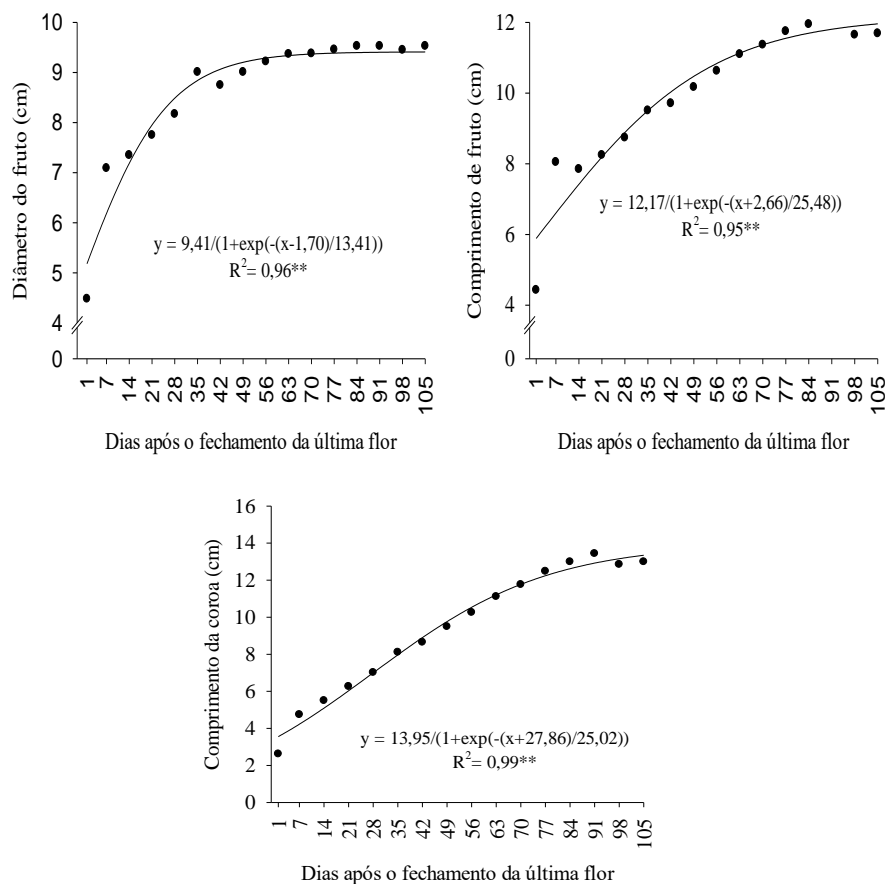 Diâmetro do fruto (cm)
10
9
8
7
6
5
4
0
y = 9,41/(1+exp(-(x-1,70)/13,41))
R²= 0,96**
1 7 14 21 28 35 42 49 56 63 70 77 84 91 98 105
Dias após o fechamento da última flor
Comprimento de fruto (cm)
12
10
8
6
4
0
y = 12,17/(1+exp(-(x+2,66)/25,48))
R²= 0,95**
1 7 14 21 28 35 42 49 56 63 70 77 84 91 98 105
Dias após o fechamento da última flor
Comprimento da coroa (cm)
16
14
12
10
8
6
4
2
0
y = 13,95/(1+exp(-(x+27,86)/25,02))
R²= 0,99**
1 7 14 21 28 35 42 49 56 63 70 77 84 91 98 105
Dias após o fechamento da última flor